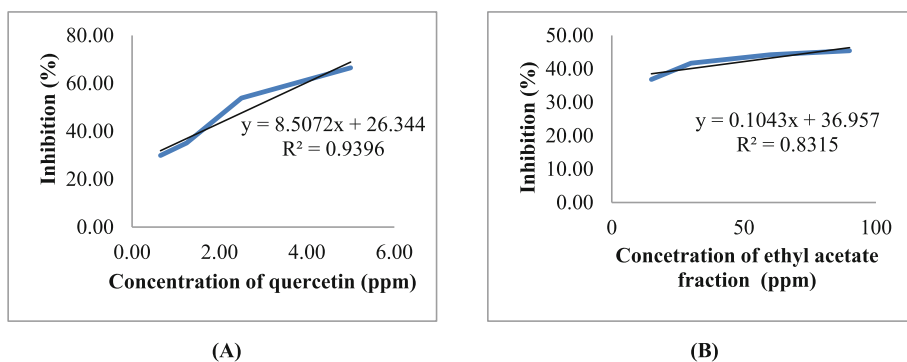 80.00
60.00
40.00
20.00
0.00
Inhibition (%)
y = 8.5072x + 26.344
R² = 0.9396
0.00 2.00 4.00 6.00
Concentration of quercetin (ppm)
(A)
50.00
40.00
30.00
20.00
10.00
0.00
Inhibition (%)
y = 0.1043x + 36.957
R² = 0.8315
0 50 100
Concetration of ethyl acetate
fraction (ppm)
(B)